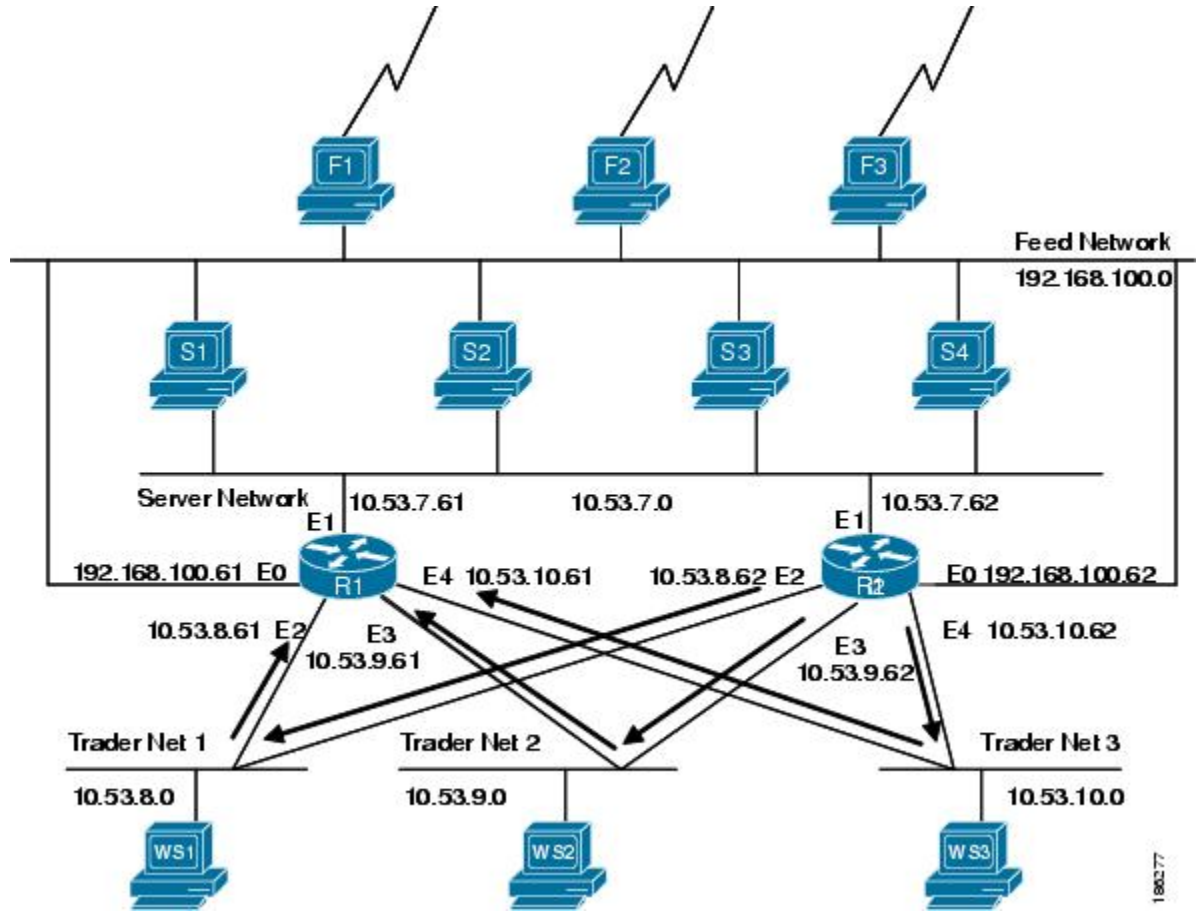 F1
F2
F3
Feed Network
192.168.100.0
S1
S2
S3
S4
Server Network
10.53.7.61
10.53.7.0
10.53.7.62
E1
E1
192.168.100.61 E0
R1
E4 10.53.10.61
10.53.8.62 E2
E0 192.168.100.62
10.53.8.61 E2
E3
10.53.9.61
E3
10.53.9.62
E4 10.53.10.62
Trader Net 1
Trader Net 2
Trader Net 3
10.53.8.0
10.53.9.0
10.53.10.0
WS1
WS2
WS3
186277